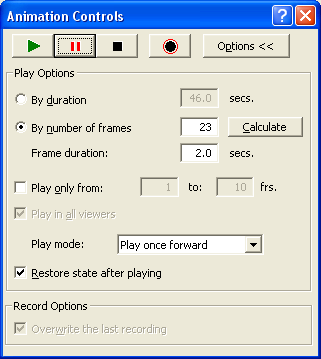 Animation Controls
Options <<
Play Options
By duration 46.0 secs.
By number of frames 23 Calculate
Frame duration: 2.0 secs.
Play only from: 1 to: 10 frs.
Play in all viewers
Play mode: Play once forward
Restore state after playing
Record Options
Overwrite the last recording